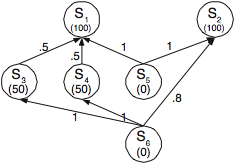 S1
(100)
S2
(100)
.5
.5
1
1
S3
(50)
S4
(50)
S5
(0)
.8
1
1
S6
(0)